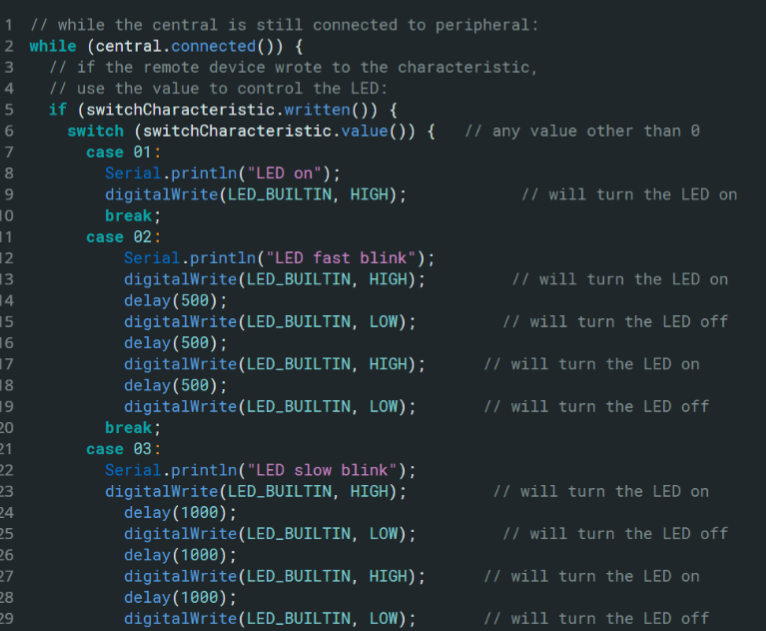 1 // while the central is still connected to peripheral:
2 while (central.connected()) {
3 // if the remote device wrote to the characteristic,
4 // use the value to control the LED:
5 if (switchCharacteristic.written()) {
6 switch (switchCharacteristic.value()) { // any value other than 0
7 case 01:
8 Serial.println("LED on");
9 digitalWrite(LED_BUILTIN, HIGH); // will turn the LED on
10 break;
11 case 02:
12 Serial.println("LED fast blink");
13 digitalWrite(LED_BUILTIN, HIGH); // will turn the LED on
14 delay(500);
15 digitalWrite(LED_BUILTIN, LOW); // will turn the LED off
16 delay(500);
17 digitalWrite(LED_BUILTIN, HIGH); // will turn the LED on
18 delay(500);
19 digitalWrite(LED_BUILTIN, LOW); // will turn the LED off
20 break;
21 case 03:
22 Serial.println("LED slow blink");
23 digitalWrite(LED_BUILTIN, HIGH); // will turn the LED on
24 delay(1000);
25 digitalWrite(LED_BUILTIN, LOW); // will turn the LED off
26 delay(1000);
27 digitalWrite(LED_BUILTIN, HIGH); // will turn the LED on
28 delay(1000);
29 digitalWrite(LED_BUILTIN, LOW); // will turn the LED off